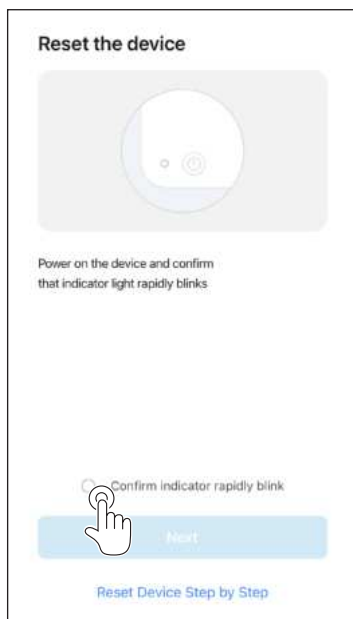 Reset the device
Power on the device and confirm
that indicator light rapidly blinks
Confirm indicator rapidly blink
Next
Reset Device Step by Step